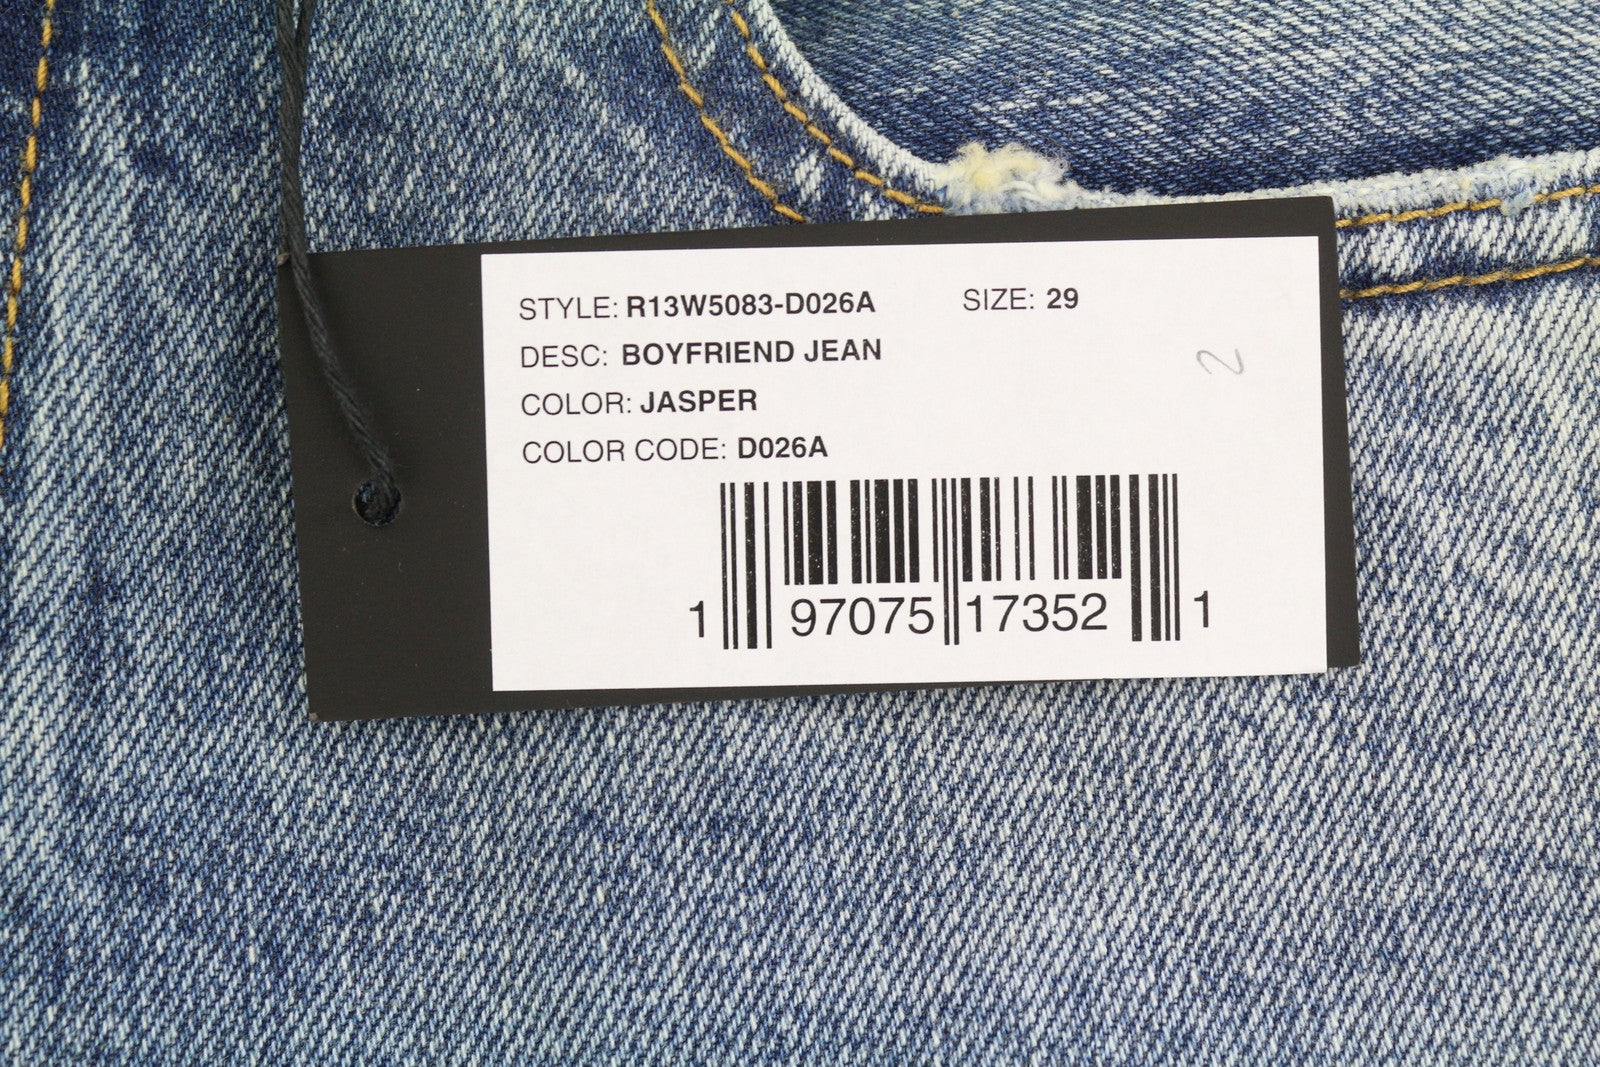 STYLE: R13W5083-D026A SIZE: 29
DESC: BOYFRIEND JEAN
COLOR: JASPER
COLOR CODE: D026A
2
1 97075 17352 1